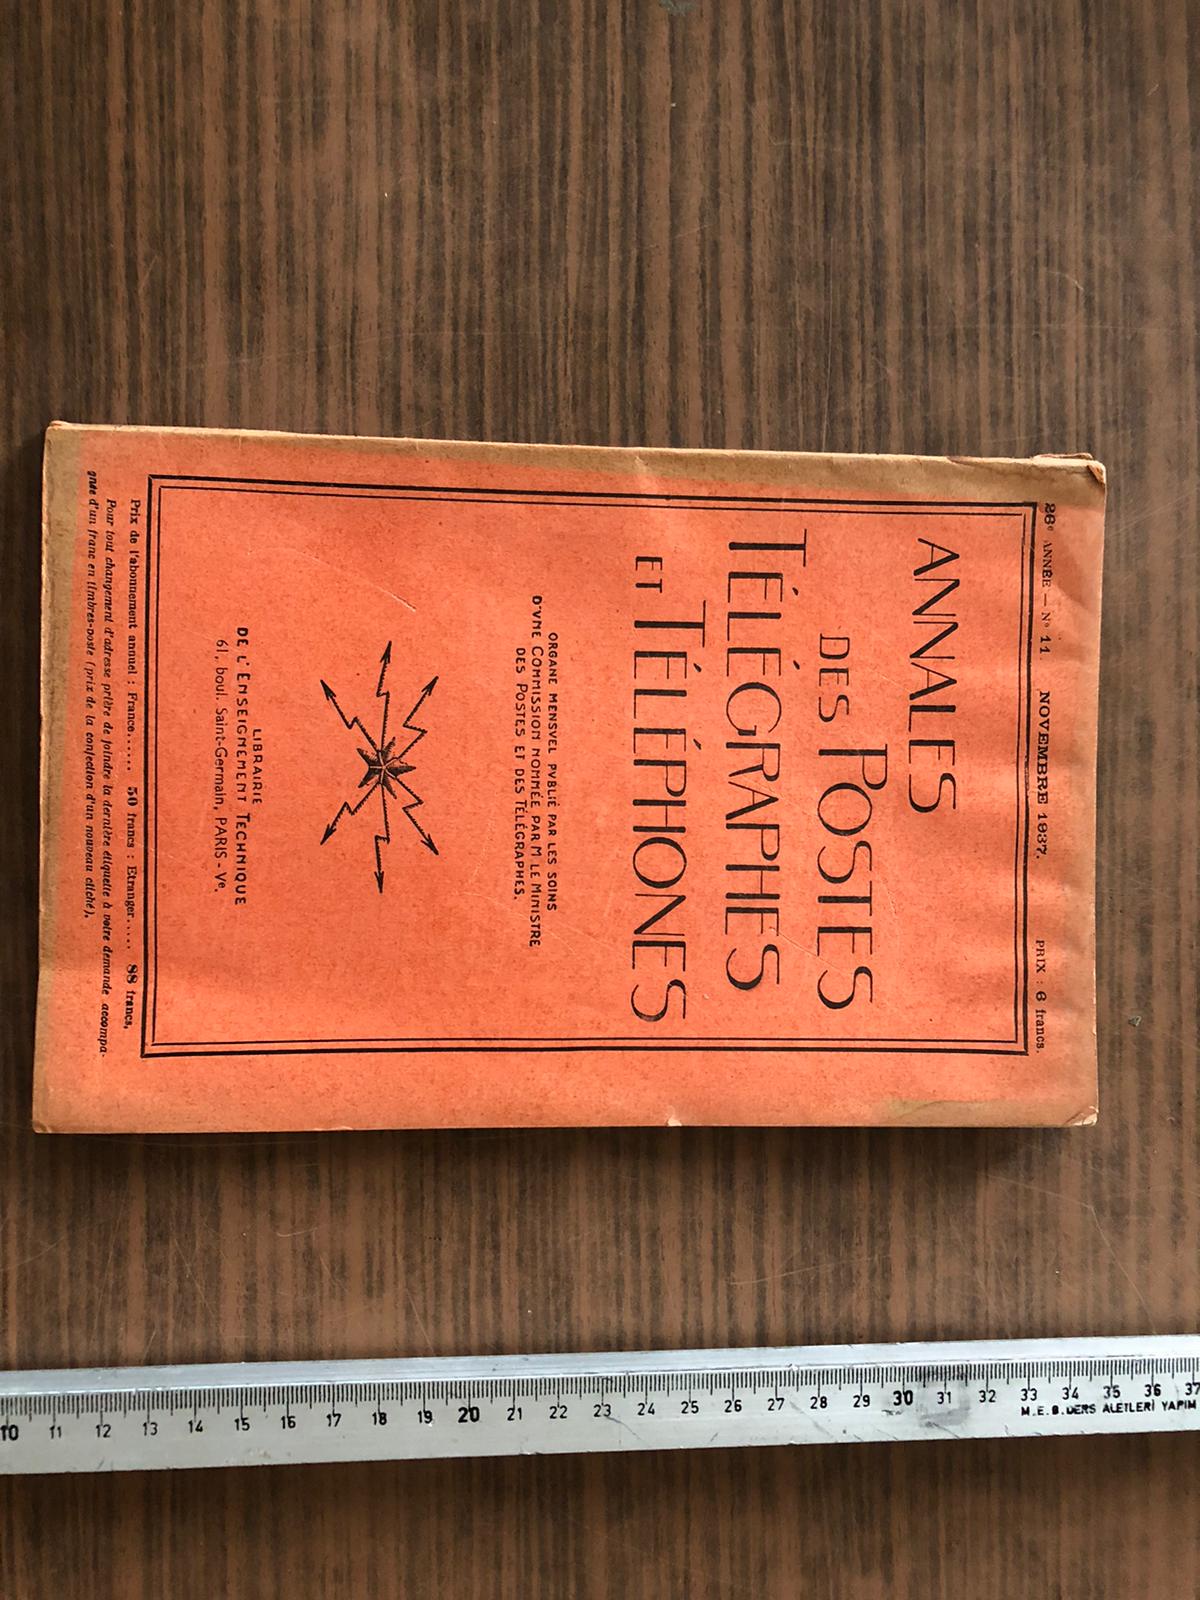 26e ANNÉE — No 11. NOVEMBRE 1937. PRIX : 6 francs.
ANNALES
DES POSTES
TÉLÉGRAPHES
ET TÉLÉPHONES
ORGANE MENSVEL PVBLIÉ PAR LES SOINS
D'VNE COMMISSION NOMMÉE PAR M LE MINISTRE
DES POSTES ET DES TÉLÉGRAPHES.
LIBRAIRIE
DE L'ENSEIGNEMENT TECHNIQUE
61, boul. Saint-Germain, PARIS - Ve.
Prix de l'abonnement annuel : France...... 50 francs : Etranger..... 88 francs,
Pour tout changement d'adresse prière de joindre la dernière étiquette à votre demande accompa-
gnée d'un franc en timbres-poste (prix de la confection d'un nouveau cliché).
10 11 12 13 14 15 16 17 18 19 20 21 22 23 24 25 26 27 28 29 30 31 32 33 34 35 36 37
M.E.B. DERS ALETLERİ YAPIM